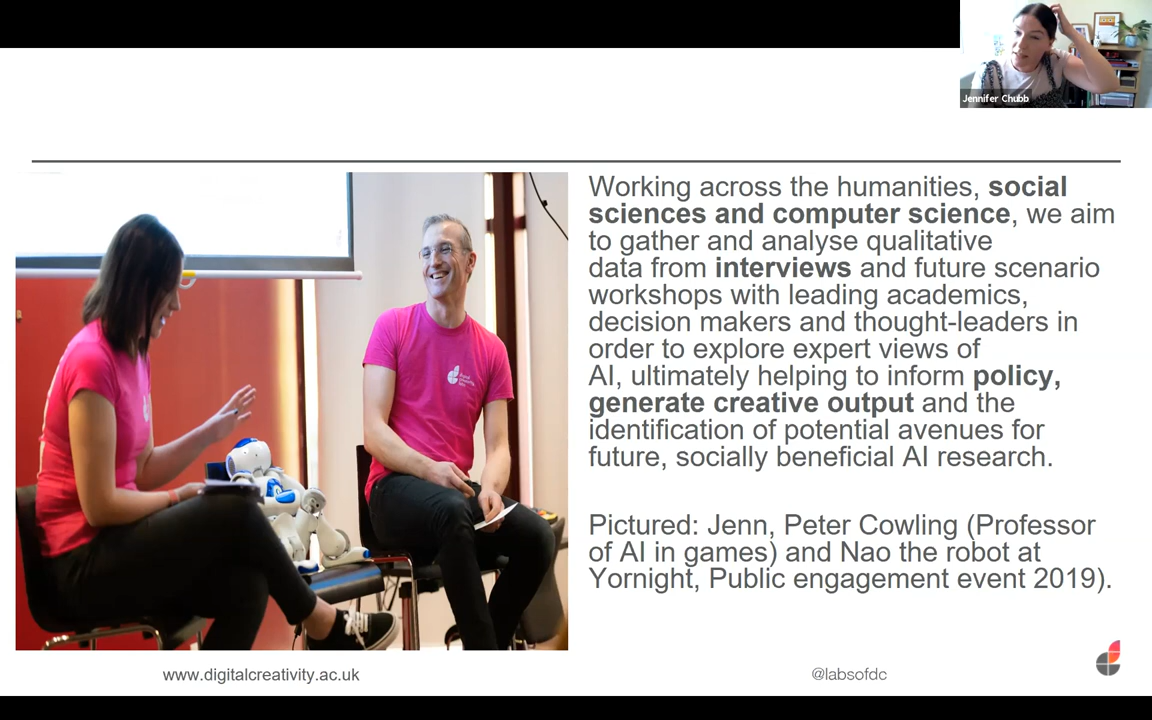 Jennifer Chubb
Working across the humanities, social
sciences and computer science, we aim
to gather and analyse qualitative
data from interviews and future scenario
workshops with leading academics,
decision makers and thought-leaders in
order to explore expert views of
AI, ultimately helping to inform policy,
generate creative output and the
identification of potential avenues for
future, socially beneficial AI research.
Pictured: Jenn, Peter Cowling (Professor
of AI in games) and Nao the robot at
Yornight, Public engagement event 2019).
www.digitalcreativity.ac.uk
@labsofdc